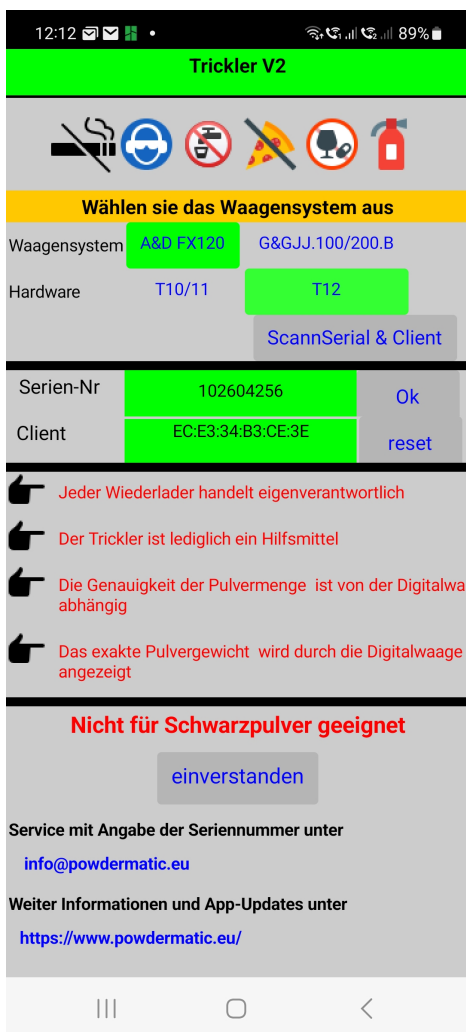 12:12 89%
Trickler V2
Wählen sie das Waagensystem aus
Waagensystem A&D FX120 G&GJJ.100/200.B
Hardware T10/11 T12
ScannSerial & Client
Serien-Nr 102604256 Ok
Client EC:E3:34:B3:CE:3E reset
Jeder Wiederlader handelt eigenverantwortlich
Der Trickler ist lediglich ein Hilfsmittel
Die Genauigkeit der Pulvermenge ist von der Digitalwa
abhängig
Das exakte Pulvergewicht wird durch die Digitalwaage
angezeigt
Nicht für Schwarzpulver geeignet
einverstanden
Service mit Angabe der Seriennummer unter
info@powdermatic.eu
Weiter Informationen und App-Updates unter
https://www.powdermatic.eu/